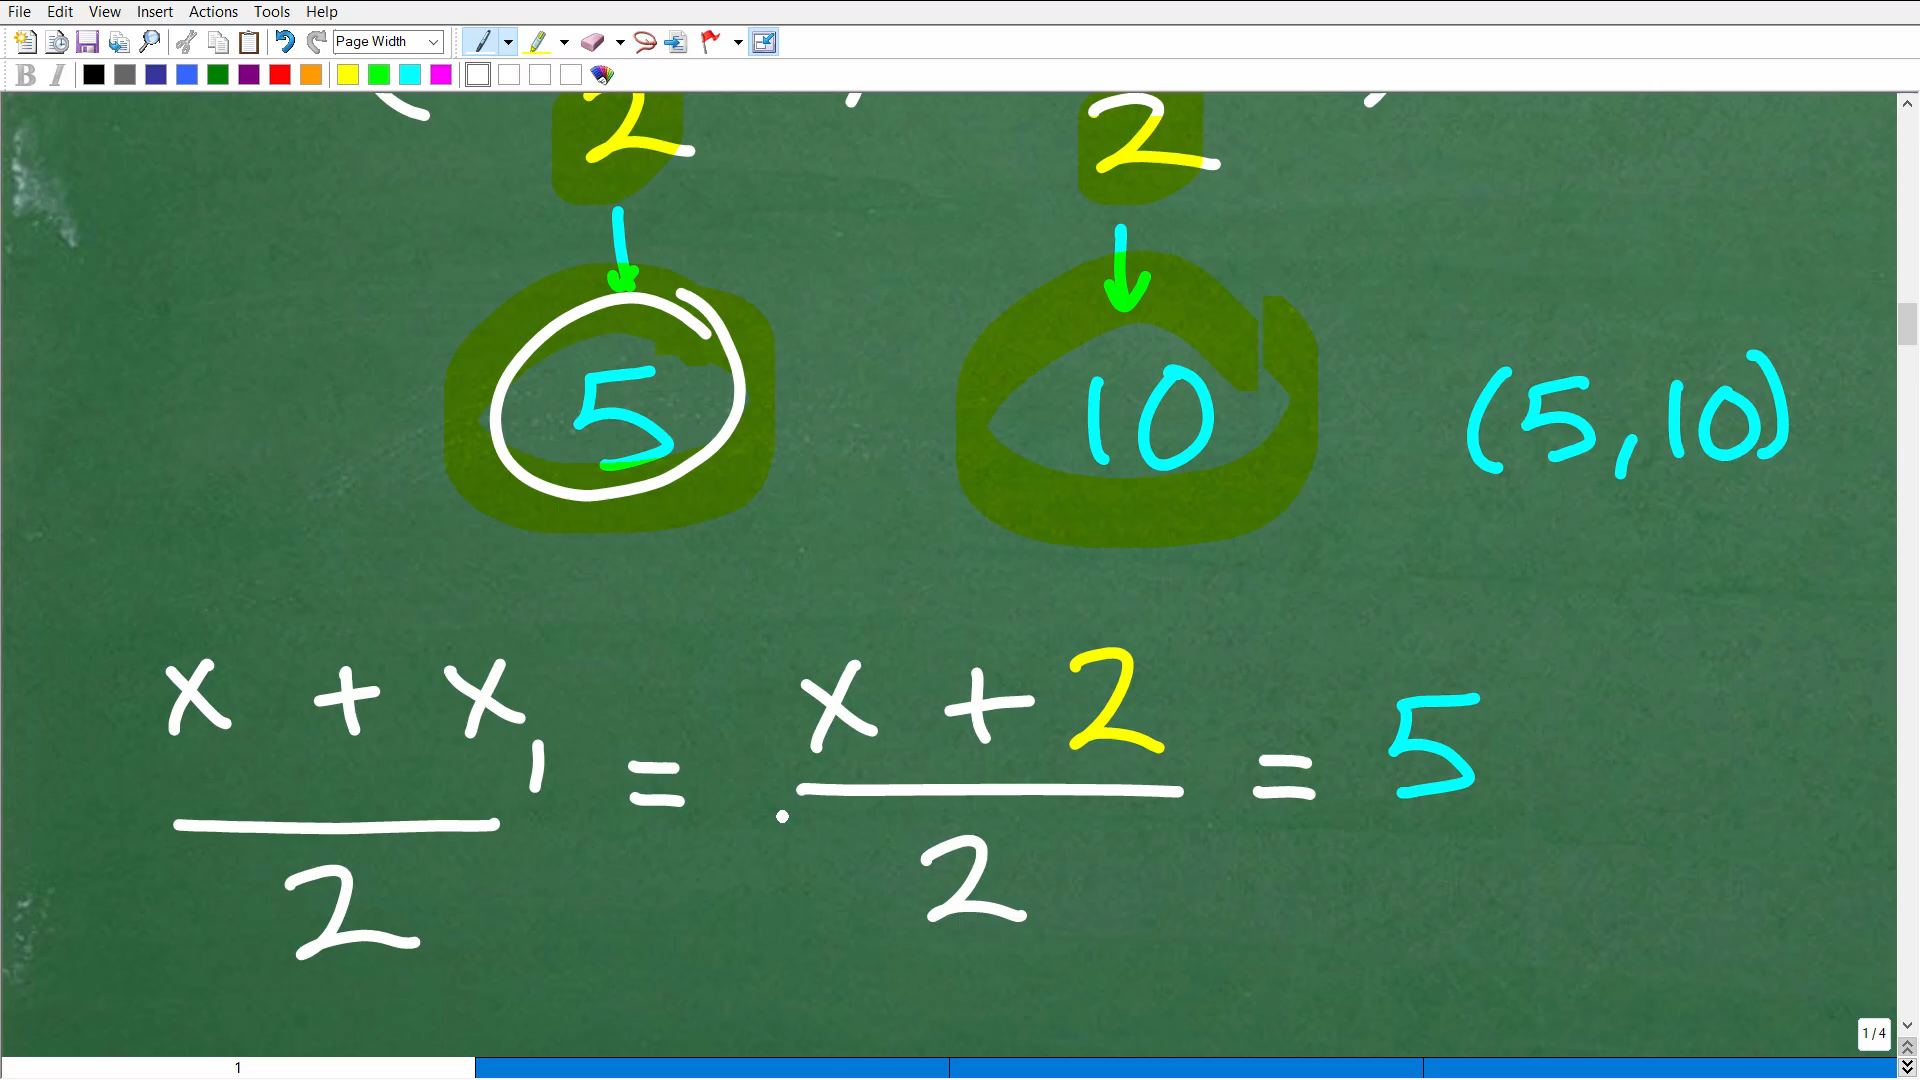 File Edit View Insert Actions Tools Help
Page Width
B I
2 2
5 10 (5,10)
x + x₁ = x + 2 = 5
2 2
1/4
1